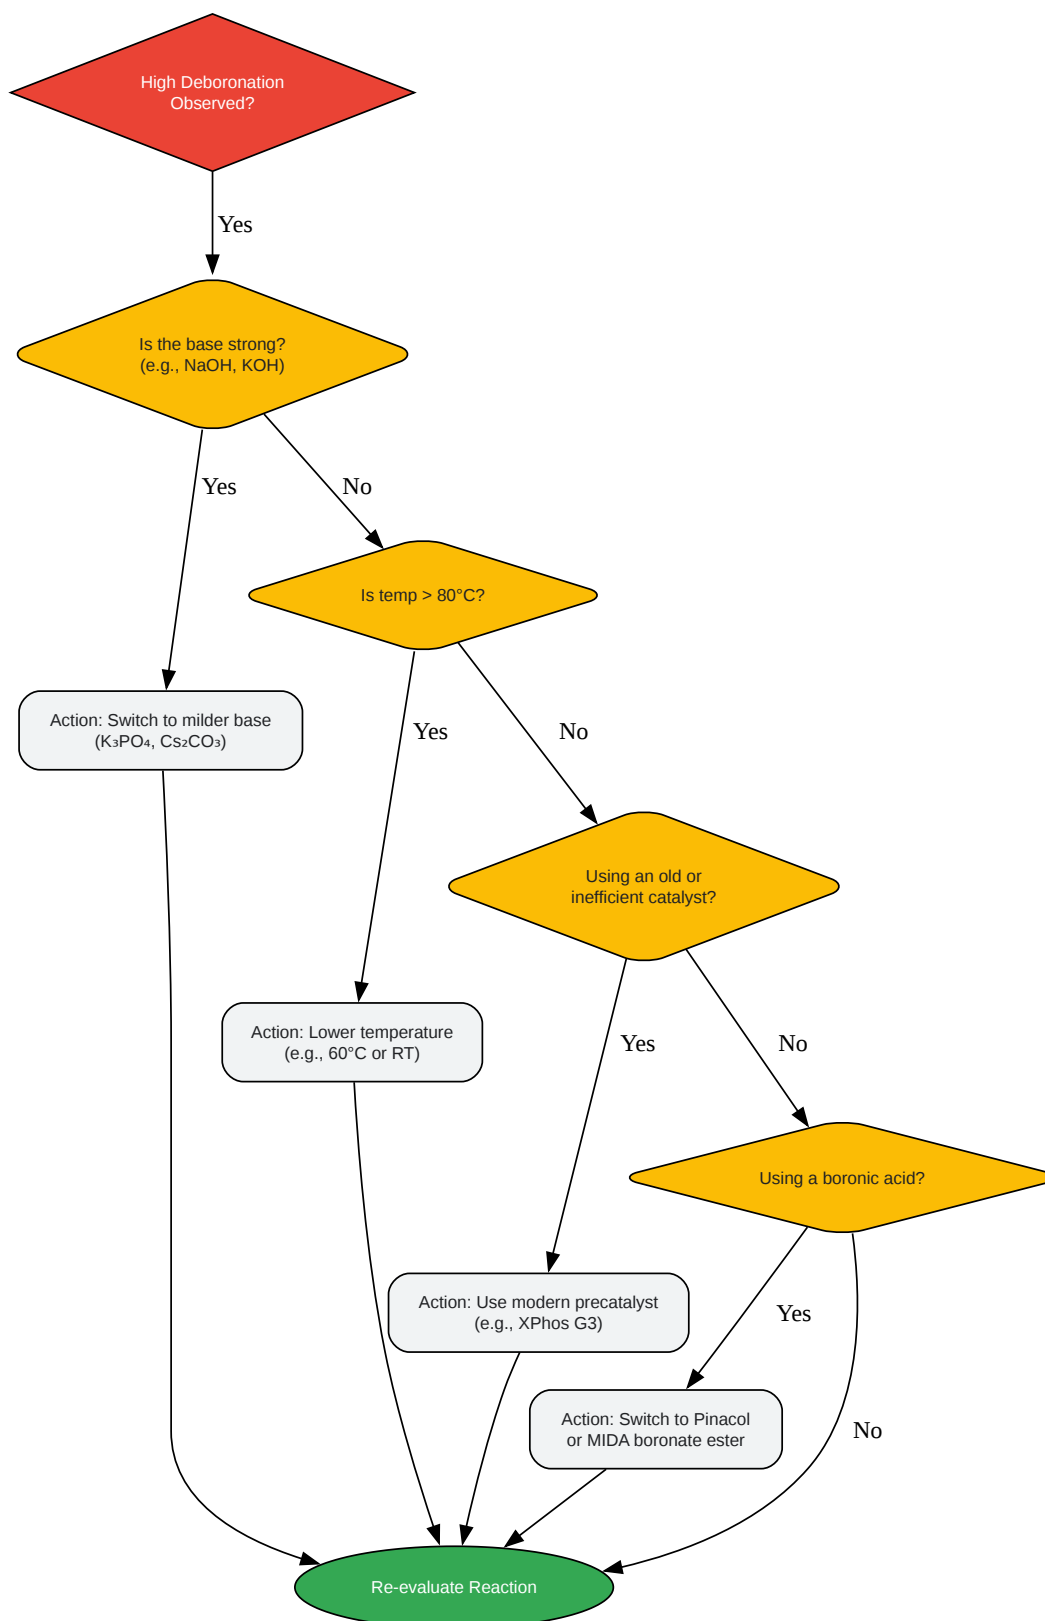 High Deboronation
Observed?
Yes
Is the base strong?
(e.g., NaOH, KOH)
Yes
No
Is temp > 80°C?
Action: Switch to milder base
(K₃PO₄, Cs₂CO₃)
Yes
No
Using an old or
inefficient catalyst?
Action: Lower temperature
(e.g., 60°C or RT)
Yes
No
Using a boronic acid?
Action: Use modern precatalyst
(e.g., XPhos G3)
Yes
Action: Switch to Pinacol
or MIDA boronate ester
No
Re-evaluate Reaction